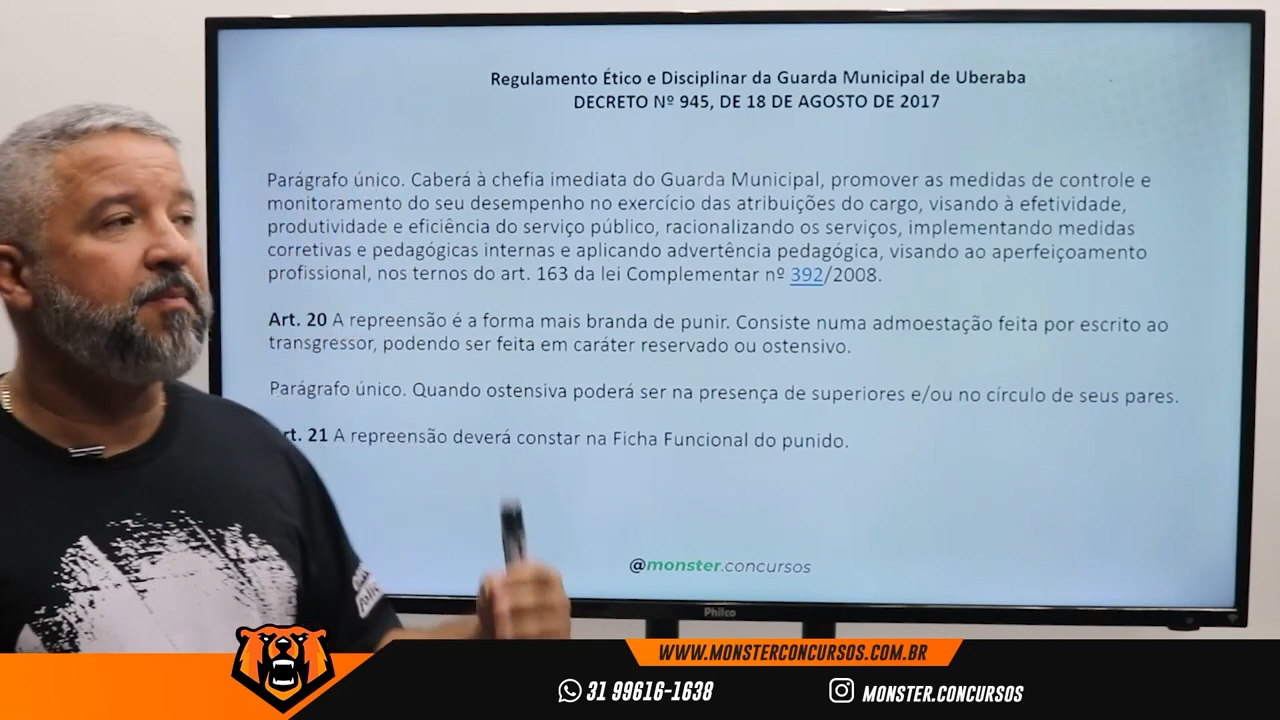 Regulamento Ético e Disciplinar da Guarda Municipal de Uberaba
DECRETO Nº 945, DE 18 DE AGOSTO DE 2017
Parágrafo único. Caberá à chefia imediata do Guarda Municipal, promover as medidas de controle e
monitoramento do seu desempenho no exercício das atribuições do cargo, visando à efetividade,
produtividade e eficiência do serviço público, racionalizando os serviços, implementando medidas
corretivas e pedagógicas internas e aplicando advertência pedagógica, visando ao aperfeiçoamento
profissional, nos ternos do art. 163 da lei Complementar nº 392/2008.
Art. 20 A repreensão é a forma mais branda de punir. Consiste numa admoestação feita por escrito ao
transgressor, podendo ser feita em caráter reservado ou ostensivo.
Parágrafo único. Quando ostensiva poderá ser na presença de superiores e/ou no círculo de seus pares.
rt. 21 A repreensão deverá constar na Ficha Funcional do punido.
@monster.concursos
Philco
WWW.MONSTERCONCURSOS.COM.BR
31 99616-1638
MONSTER.CONCURSOS